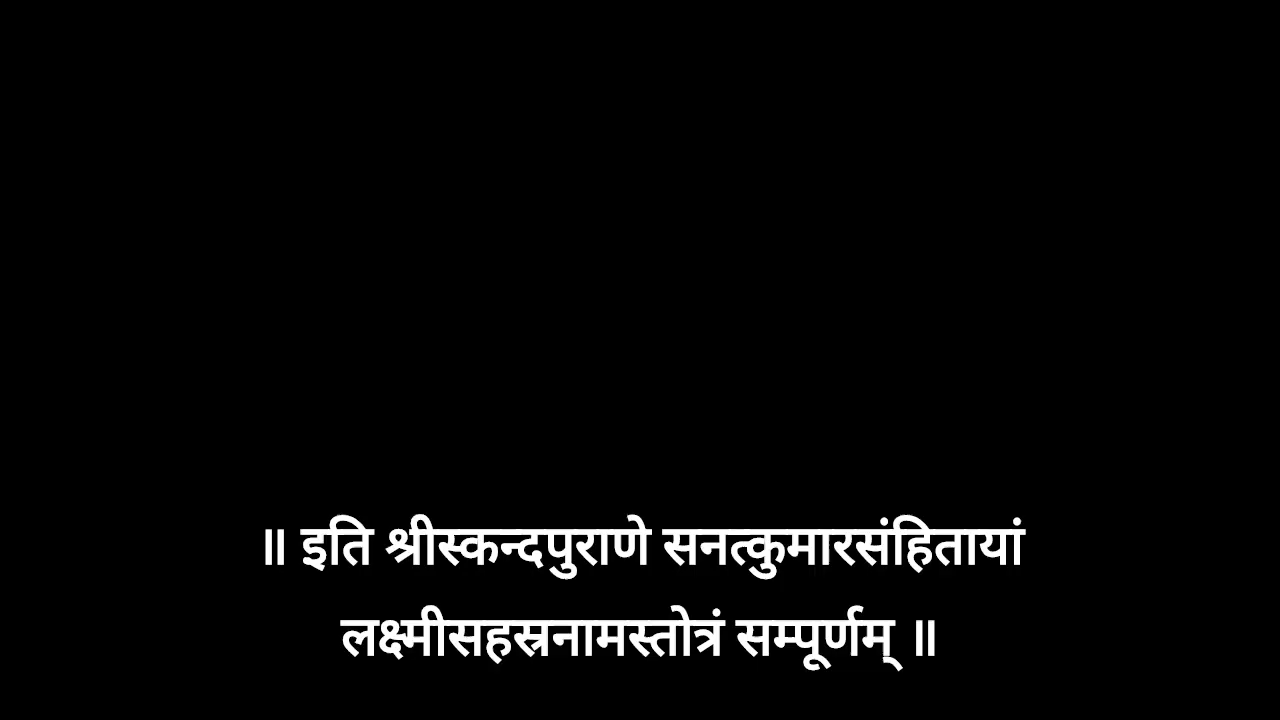 ॥ इति श्रीस्कन्दपुराणे सनत्कुमारसंहितायां
लक्ष्मीसहस्रनामस्तोत्रं सम्पूर्णम् ॥